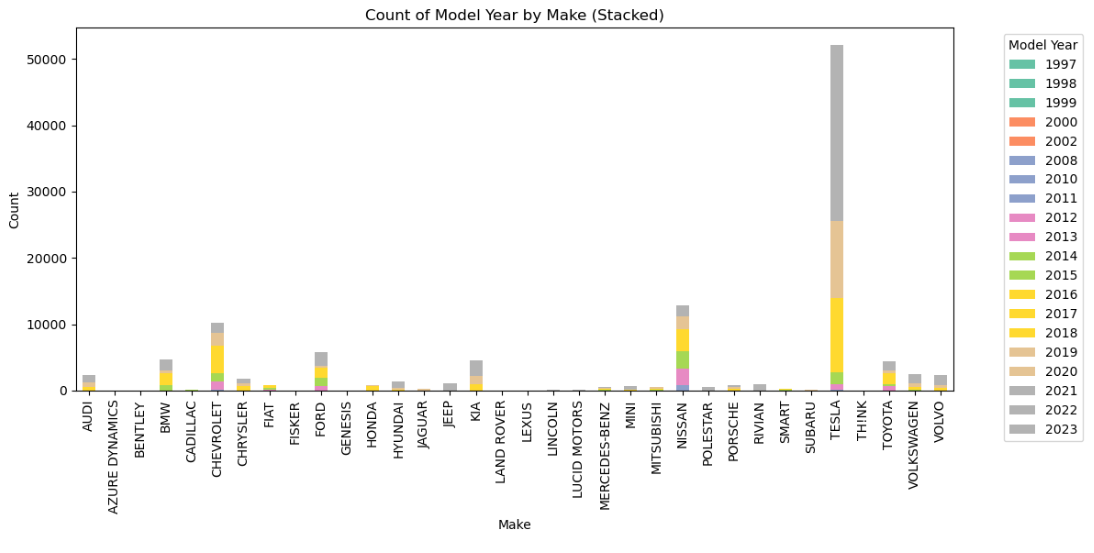 Count of Model Year by Make (Stacked)
Count
50000
40000
30000
20000
10000
0
AUDI
AZURE DYNAMICS
BENTLEY
BMW
CADILLAC
CHEVROLET
CHRYSLER
FIAT
FISKER
FORD
GENESIS
HONDA
HYUNDAI
JAGUAR
JEEP
KIA
LAND ROVER
LEXUS
LINCOLN
LUCID MOTORS
MERCEDES-BENZ
MINI
MITSUBISHI
NISSAN
POLESTAR
PORSCHE
RIVIAN
SMART
SUBARU
TESLA
THINK
TOYOTA
VOLKSWAGEN
VOLVO
Make
Model Year
1997
1998
1999
2000
2002
2008
2010
2011
2012
2013
2014
2015
2016
2017
2018
2019
2020
2021
2022
2023